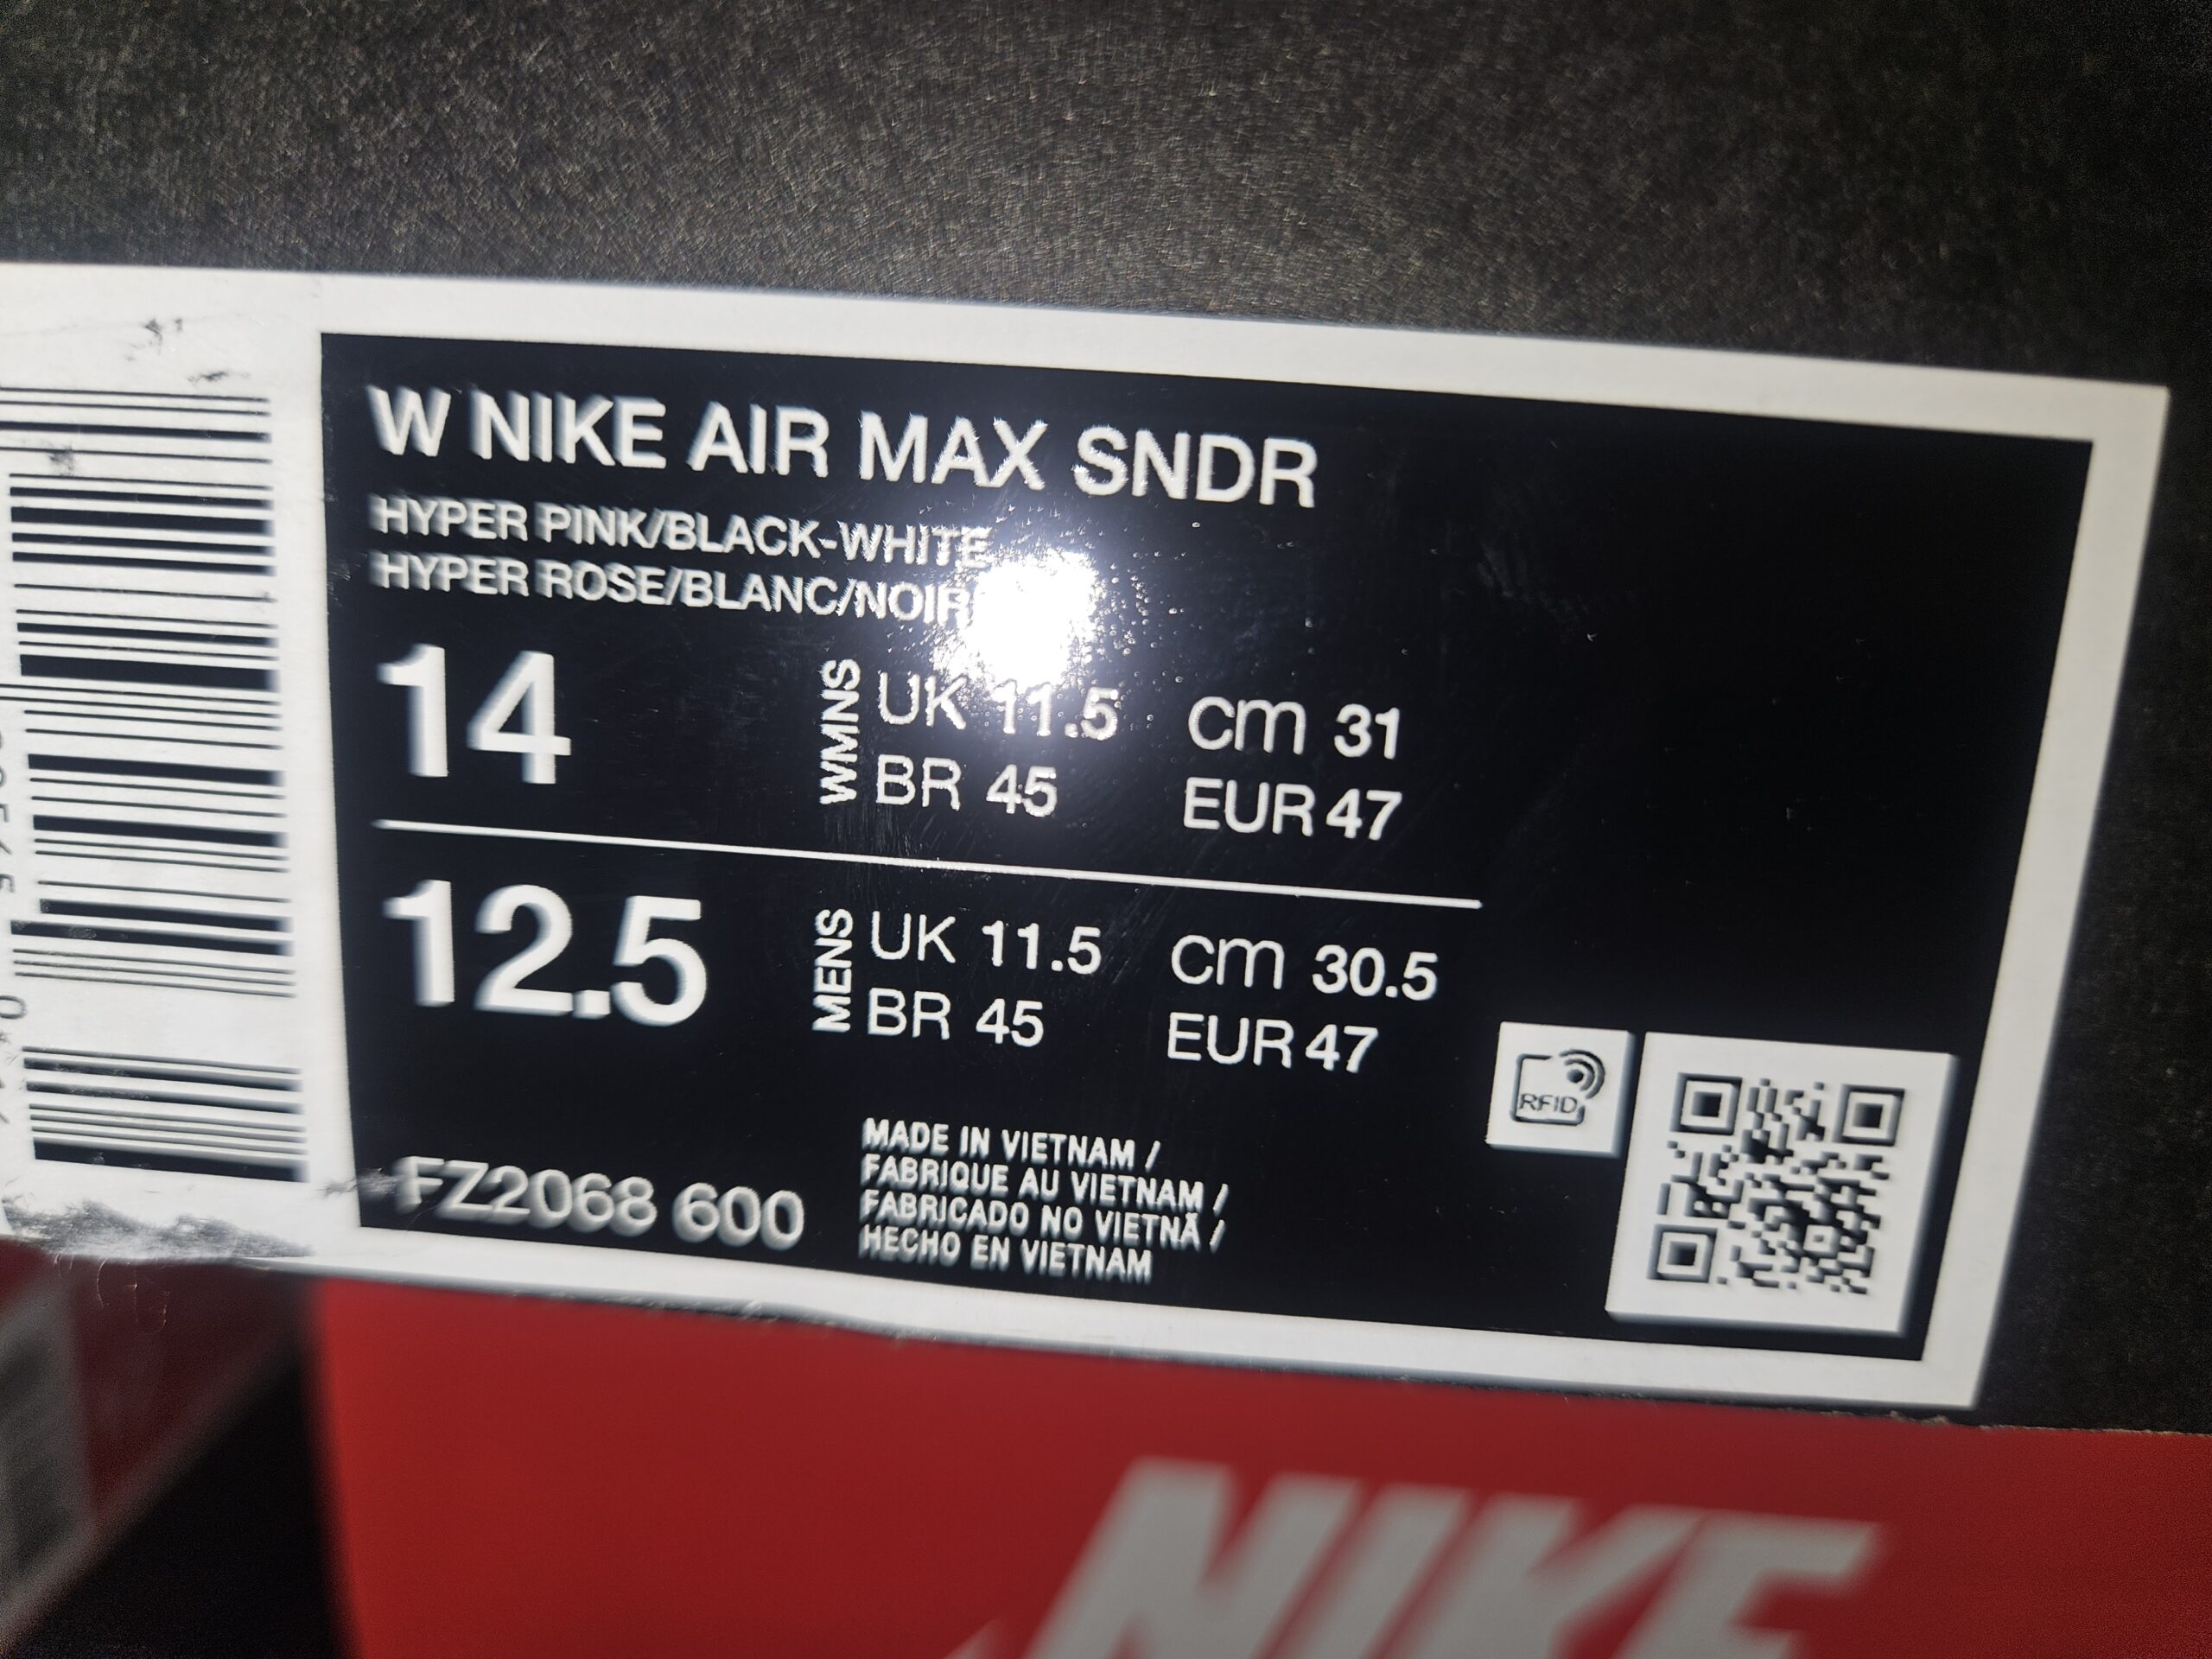 W NIKE AIR MAX SNDR
HYPER PINK/BLACK-WHITE
HYPER ROSE/BLANC/NOIR
14
WMNS
UK 11.5 cm 31
BR 45 EUR 47
12.5
MENS
UK 11.5 cm 30.5
BR 45 EUR 47
RFID
FZ2068 600
MADE IN VIETNAM /
FABRIQUE AU VIETNAM /
FABRICADO NO VIETNÃ /
HECHO EN VIETNAM
NIKE